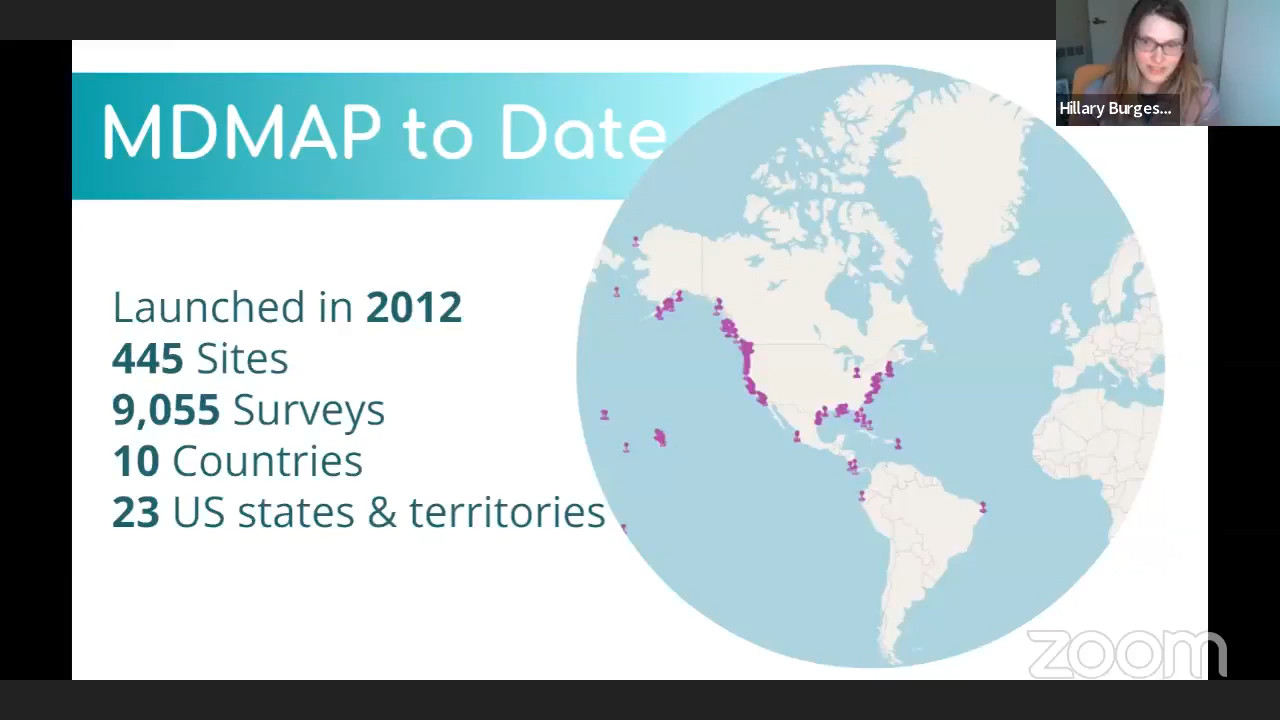 MDMAP to Date
Hillary Burges...
Launched in 2012
445 Sites
9,055 Surveys
10 Countries
23 US states & territories
zoom